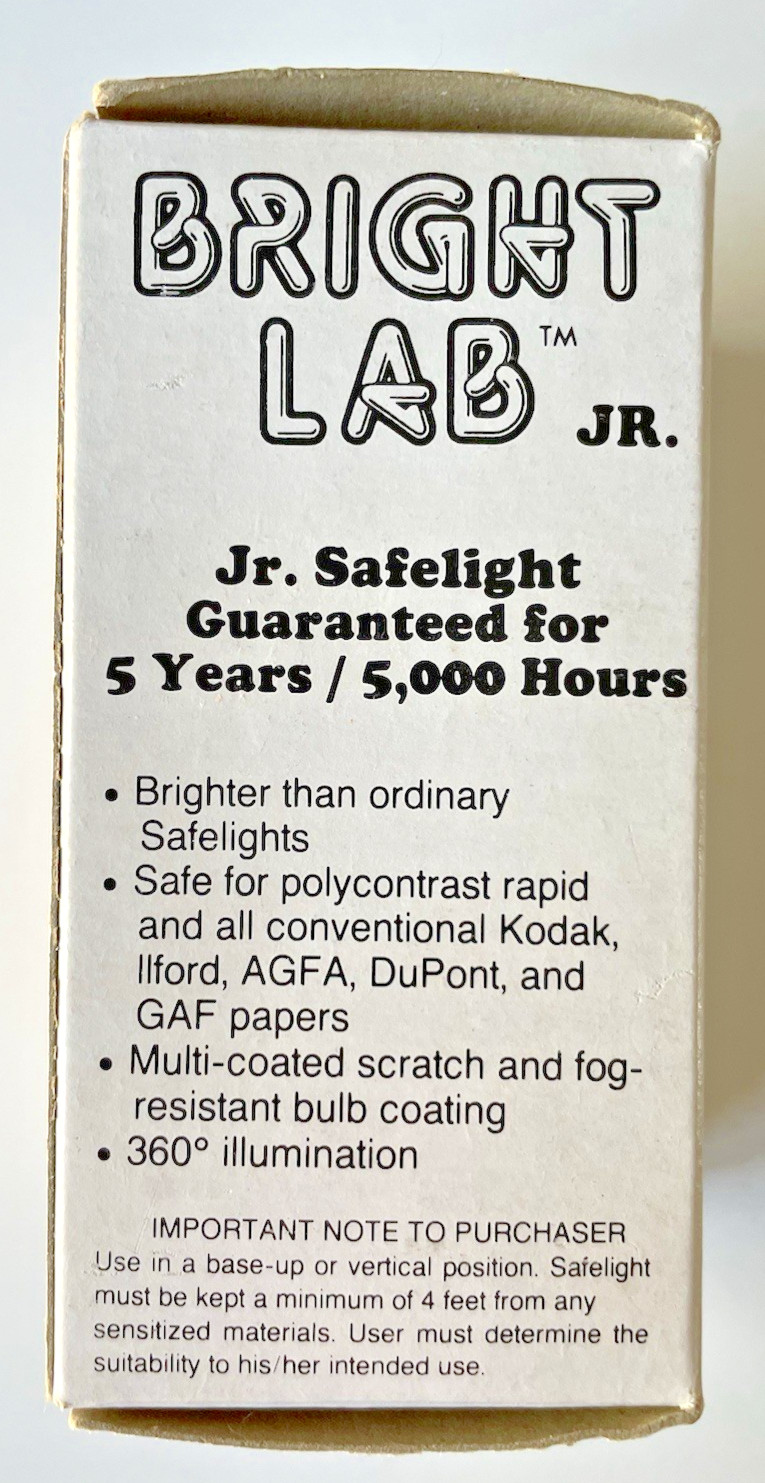 BRIGHT
LAB™ JR.
Jr. Safelight
Guaranteed for
5 Years / 5,000 Hours
• Brighter than ordinary
Safelights
• Safe for polycontrast rapid
and all conventional Kodak,
Ilford, AGFA, DuPont, and
GAF papers
• Multi-coated scratch and fog-
resistant bulb coating
• 360° illumination
IMPORTANT NOTE TO PURCHASER
Use in a base-up or vertical position. Safelight
must be kept a minimum of 4 feet from any
sensitized materials. User must determine the
suitability to his/her intended use.